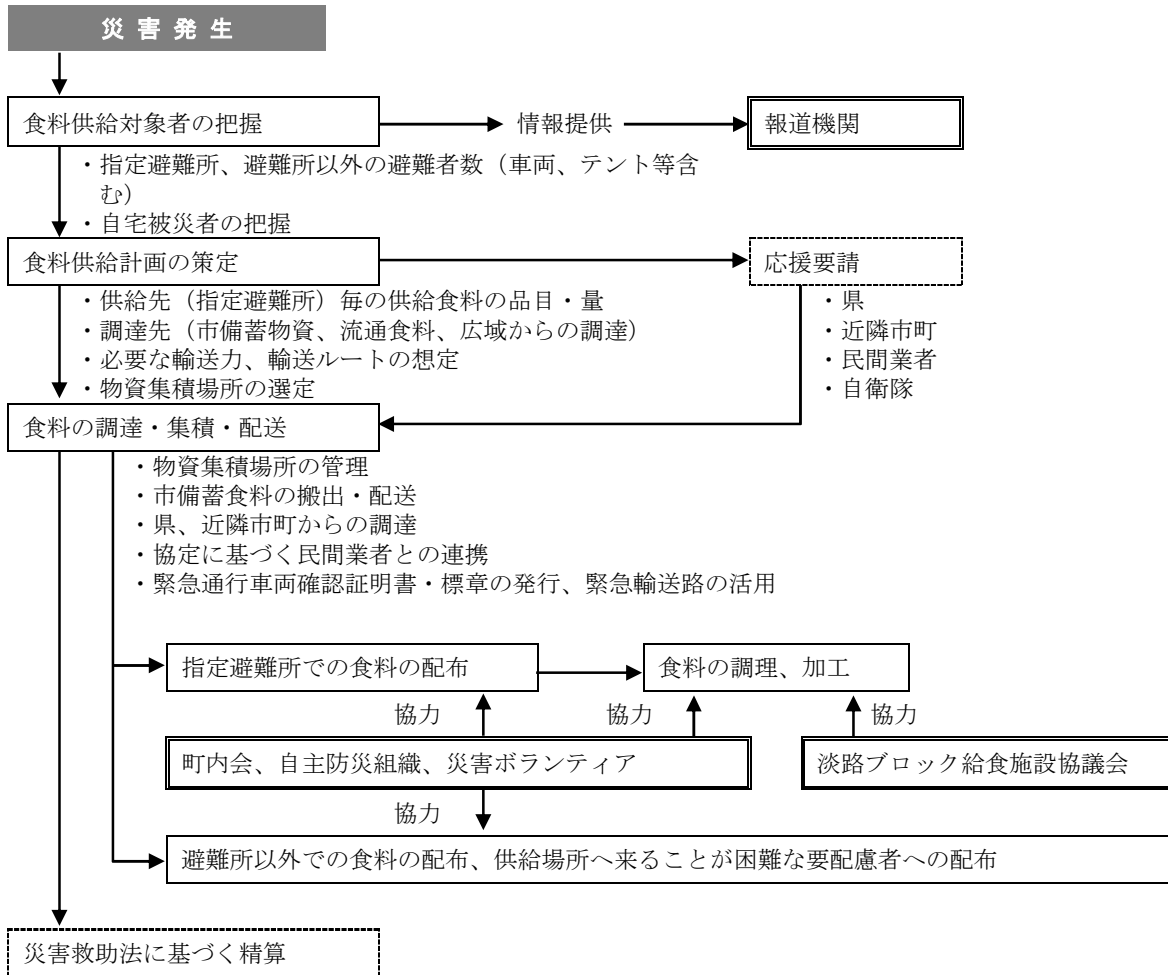 災害発生
食料供給対象者の把握
情報提供
報道機関
・指定避難所、避難所以外の避難者数（車両、テント等含
む）
・自宅被災者の把握
食料供給計画の策定
応援要請
・供給先（指定避難所）毎の供給食料の品目・量
・調達先（市備蓄物資、流通食料、広域からの調達）
・必要な輸送力、輸送ルートの想定
・物資集積場所の選定
・県
・近隣市町
・民間業者
・自衛隊
食料の調達・集積・配送
・物資集積場所の管理
・市備蓄食料の搬出・配送
・県、近隣市町からの調達
・協定に基づく民間業者との連携
・緊急通行車両確認証明書・標章の発行、緊急輸送路の活用
指定避難所での食料の配布
食料の調理、加工
協力
協力
協力
町内会、自主防災組織、災害ボランティア
淡路ブロック給食施設協議会
協力
避難所以外での食料の配布、供給場所へ来ることが困難な要配慮者への配布
災害救助法に基づく精算